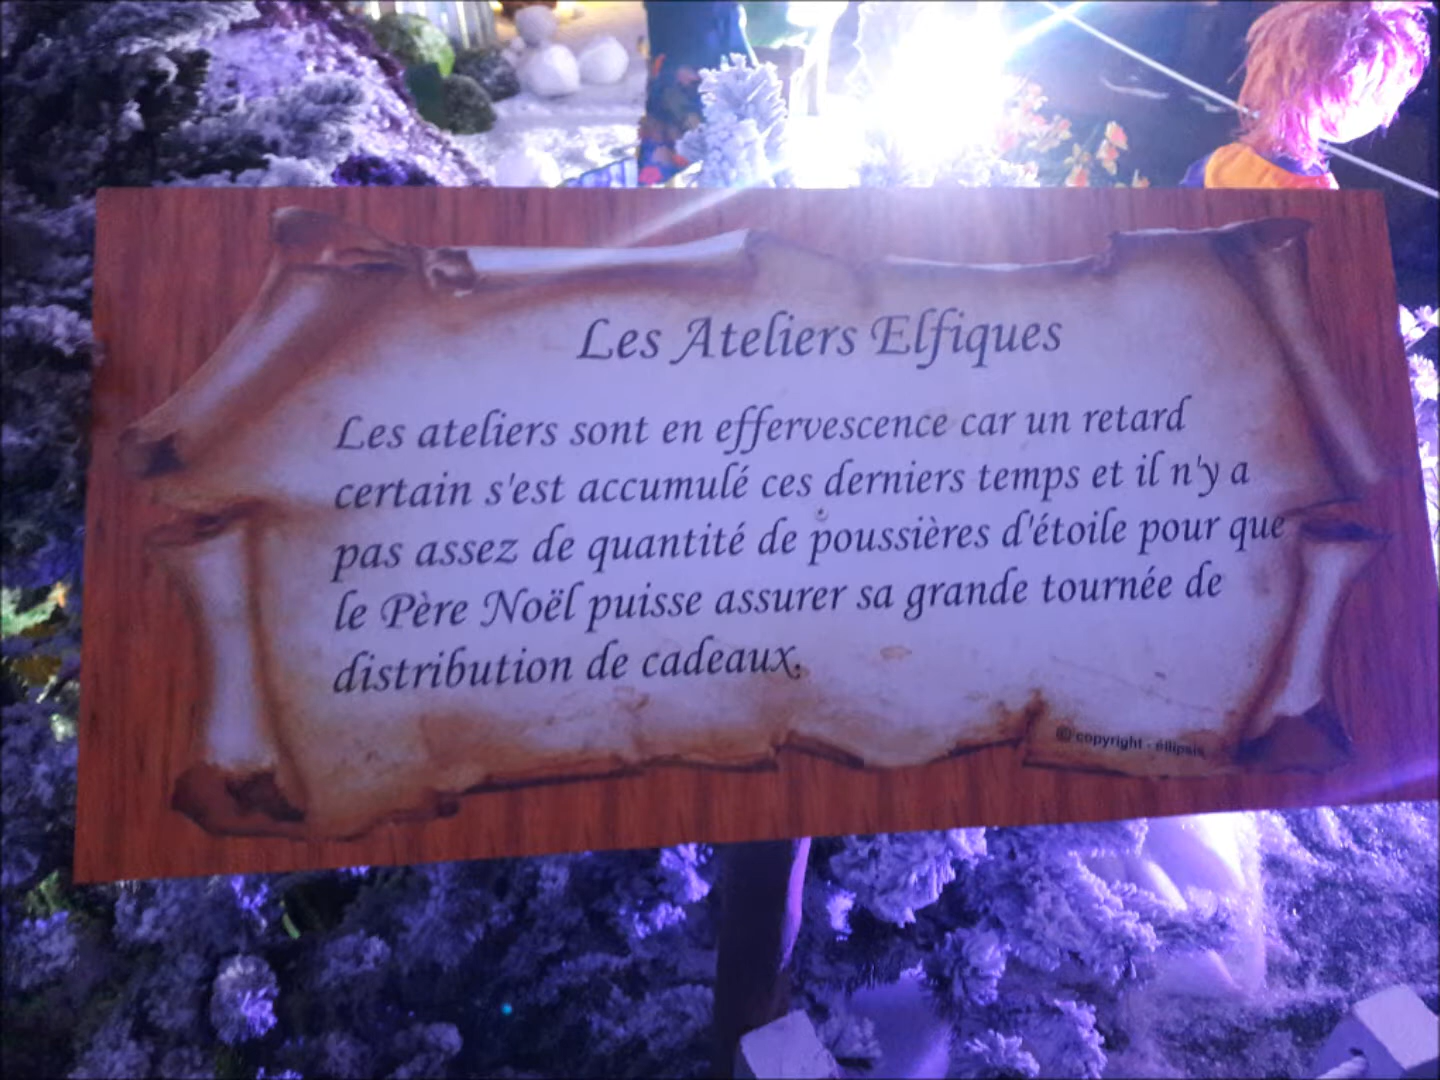 Les Ateliers Elfiques
Les ateliers sont en effervescence car un retard
certain s'est accumulé ces derniers temps et il n'y a
pas assez de quantité de poussières d'étoile pour que
le Père Noël puisse assurer sa grande tournée de
distribution de cadeaux.
© copyright - ellipsis